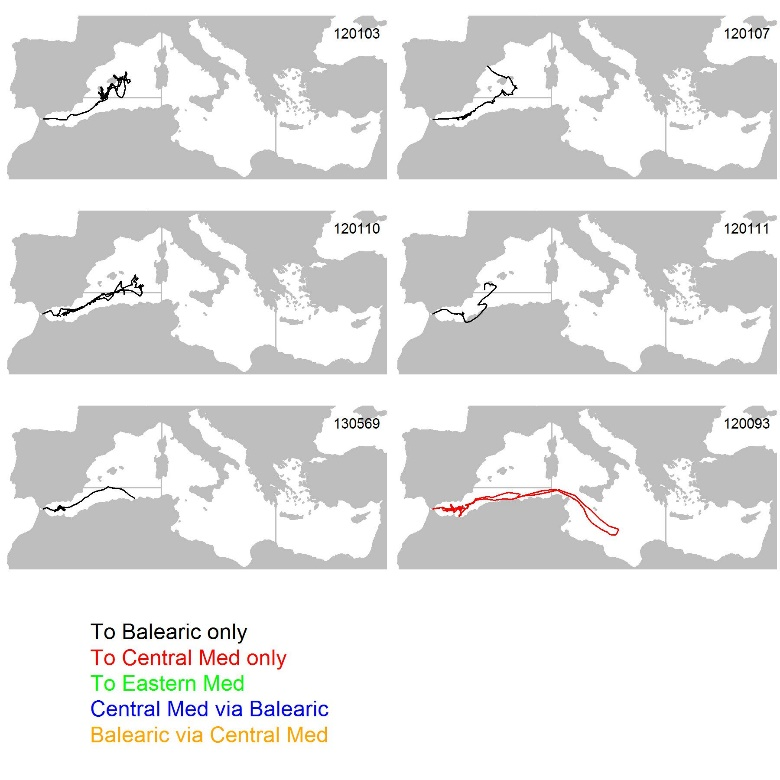 120103
120107
120110
120111
130569
120093
To Balearic only
To Central Med only
To Eastern Med
Central Med via Balearic
Balearic via Central Med